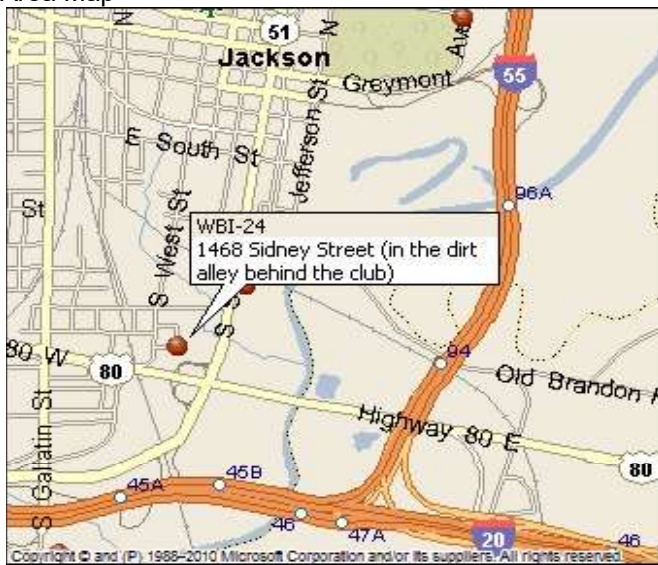 51
N
Jackson
Greymont
Ave
55
E South St
Jefferson St
St
96A
WBI-24
1468 Sidney Street (in the dirt
alley behind the club)
S West St
S
S
80 W
80
94
Old Brandon
Highway 80 E
80
S Gallatin St
45A
45B
46
47A
20
46
Copyright © and (P) 1988–2010 Microsoft Corporation and/or its suppliers. All rights reserved.